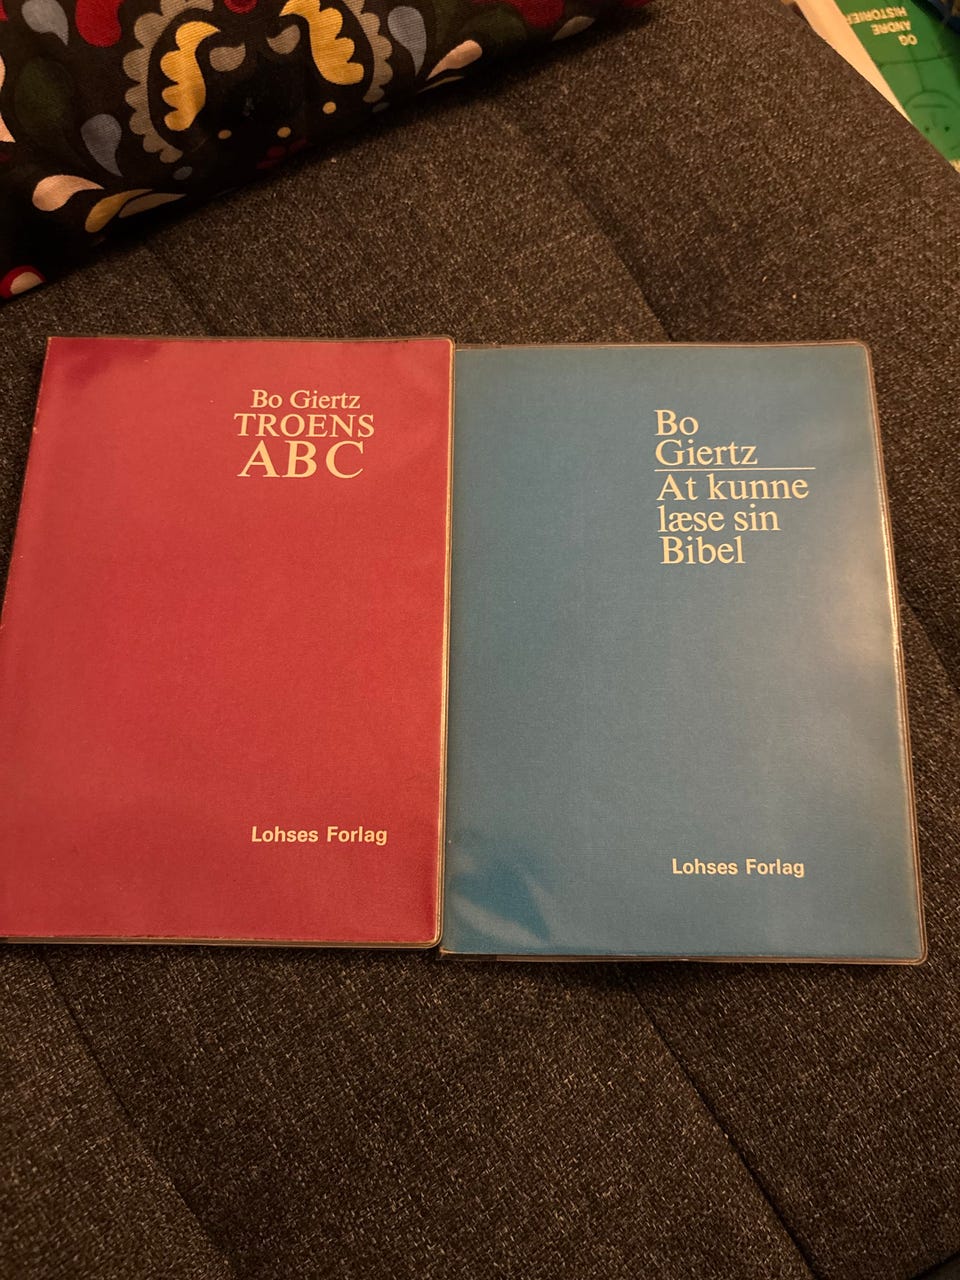 OG
ANDRE
HISTORIER
Bo Giertz
TROENS
ABC
Lohses Forlag
Bo
Giertz
At kunne
læse sin
Bibel
Lohses Forlag